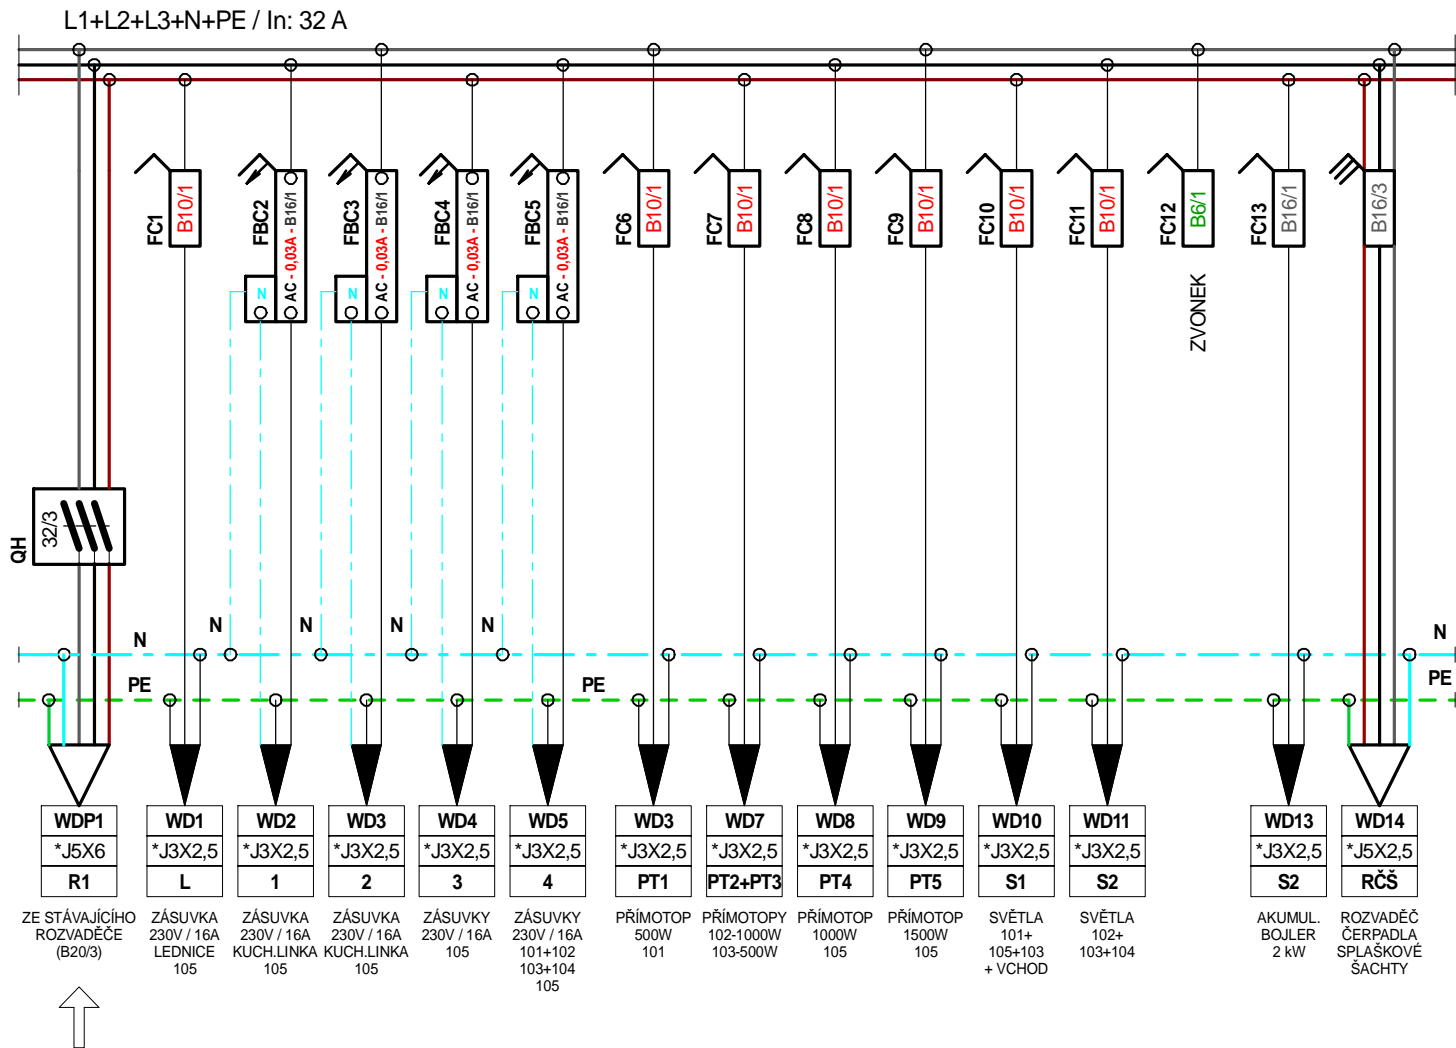 L1+L2+L3+N+PE / In: 32 A
FC1
B10/1
FBC2
AC - 0,03A - B16/1
N
FBC3
AC - 0,03A - B16/1
N
FBC4
AC - 0,03A - B16/1
N
FBC5
AC - 0,03A - B16/1
N
FC6
B10/1
FC7
B10/1
FC8
B10/1
FC9
B10/1
FC10
B10/1
FC11
B10/1
FC12
B6/1
ZVONEK
FC13
B16/1
B16/3
QH
32/3
N
N
N
N
N
N
PE
PE
PE
WDP1
*J5X6
R1
ZE STÁVAJÍCÍHO
ROZVADĚČE
(B20/3)
WD1
*J3X2,5
L
ZÁSUVKA
230V / 16A
LEDNICE
105
WD2
*J3X2,5
1
ZÁSUVKA
230V / 16A
KUCH.LINKA
105
WD3
*J3X2,5
2
ZÁSUVKA
230V / 16A
KUCH.LINKA
105
WD4
*J3X2,5
3
ZÁSUVKY
230V / 16A
105
WD5
*J3X2,5
4
ZÁSUVKY
230V / 16A
101+102
103+104
105
WD3
*J3X2,5
PT1
PŘÍMOTOP
500W
101
WD7
*J3X2,5
PT2+PT3
PŘÍMOTOPY
102-1000W
103-500W
WD8
*J3X2,5
PT4
PŘÍMOTOP
1000W
105
WD9
*J3X2,5
PT5
PŘÍMOTOP
1500W
105
WD10
*J3X2,5
S1
SVĚTLA
101+
105+103
+ VCHOD
WD11
*J3X2,5
S2
SVĚTLA
102+
103+104
WD13
*J3X2,5
S2
AKUMUL.
BOJLER
2 kW
WD14
*J5X2,5
RČŠ
ROZVADĚČ
ČERPADLA
SPLAŠKOVÉ
ŠACHTY